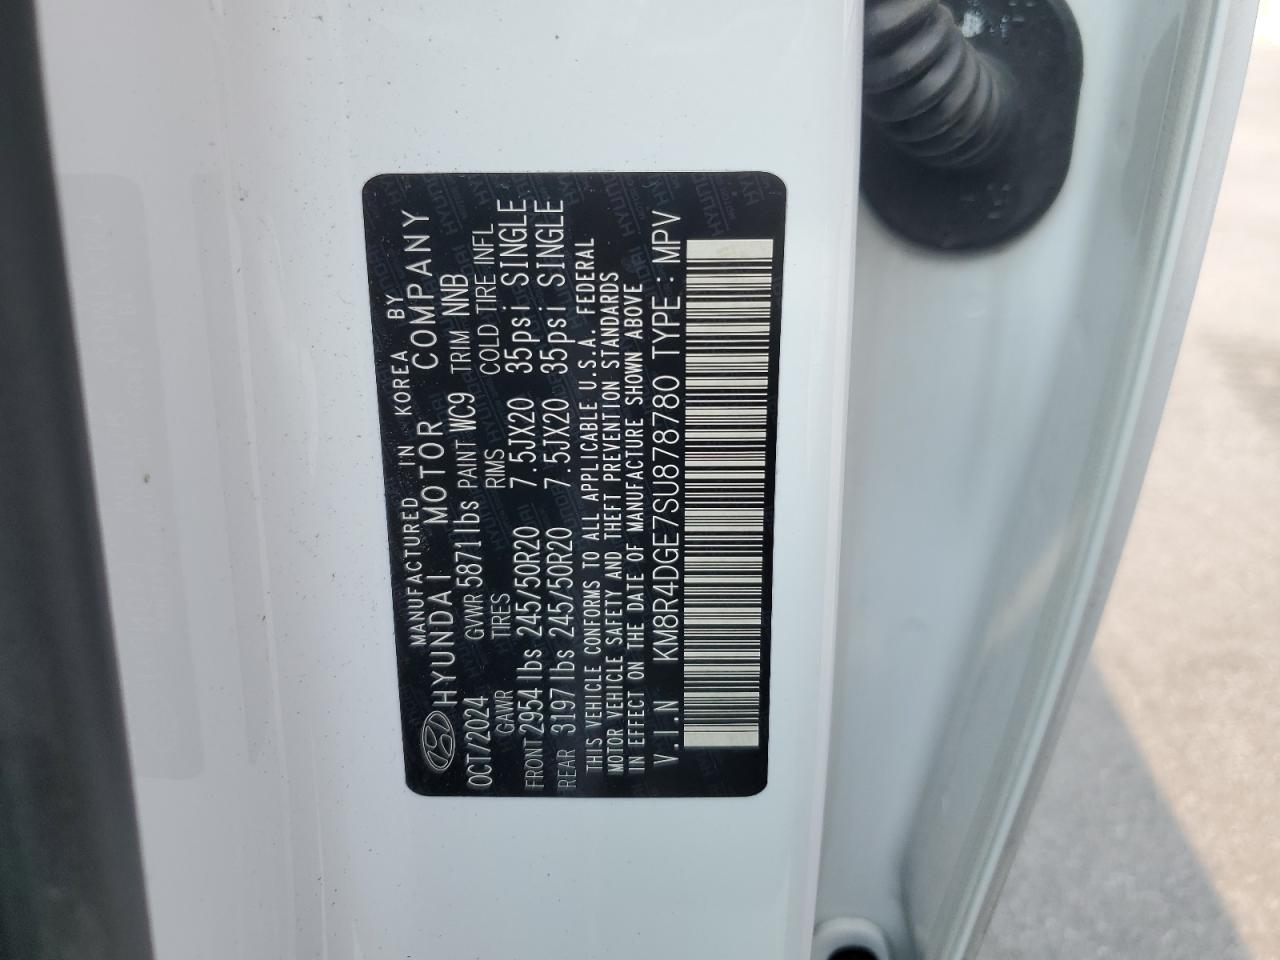 MANUFACTURED IN KOREA BY
HYUNDAI MOTOR COMPANY
OCT/2024 GVWR 5871lbs PAINT WC9 TRIM NNB
GAWR TIRES RIMS COLD TIRE INFL
FRONT 2954lbs 245/50R20 7.5JX20 35psi SINGLE
REAR 3197lbs 245/50R20 7.5JX20 35psi SINGLE
THIS VEHICLE CONFORMS TO ALL APPLICABLE U.S.A. FEDERAL
MOTOR VEHICLE SAFETY AND THEFT PREVENTION STANDARDS
IN EFFECT ON THE DATE OF MANUFACTURE SHOWN ABOVE
V.I.N KM8R4DGE7SU878780 TYPE : MPV